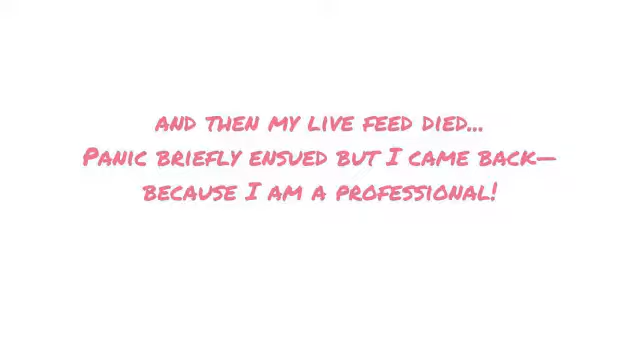 and then my live feed died...
Panic briefly ensued but I came back—
because I am a professional!